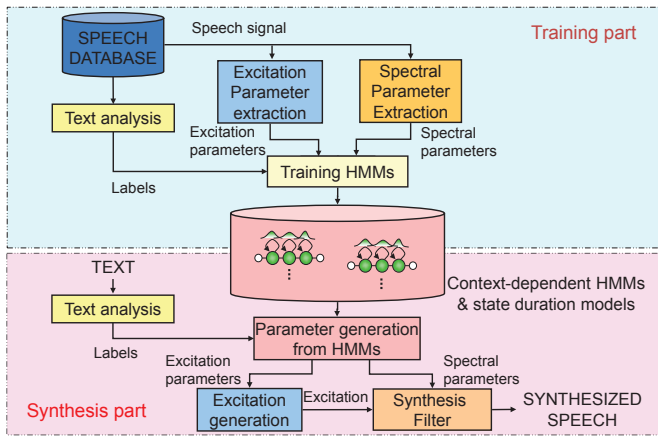 SPEECH
DATABASE
Speech signal
Training part
Excitation
Parameter
extraction
Spectral
Parameter
Extraction
Text analysis
Excitation
parameters
Spectral
parameters
Training HMMs
Labels
TEXT
Context-dependent HMMs
& state duration models
Text analysis
Parameter generation
from HMMs
Labels
Excitation
parameters
Spectral
parameters
Synthesis part
Excitation
generation
Excitation
Synthesis
Filter
SYNTHESIZED
SPEECH